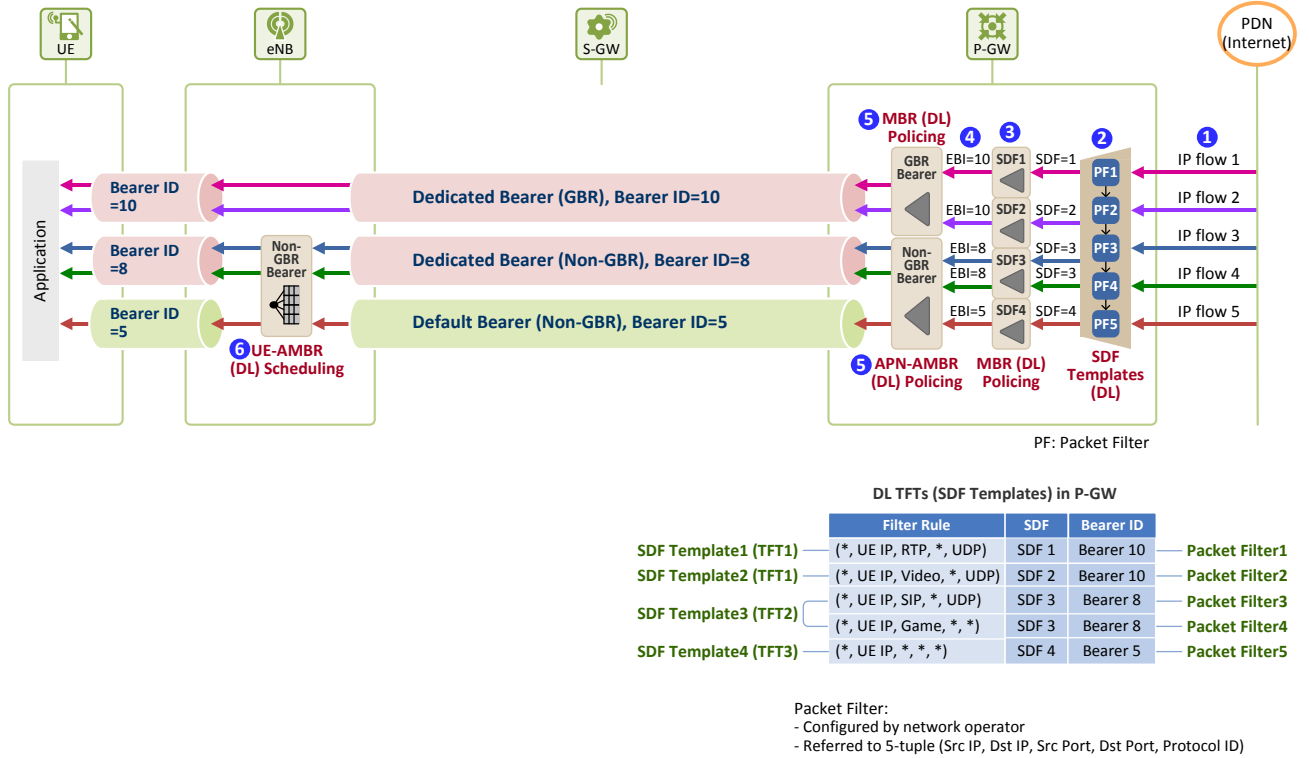 UE
eNB
S-GW
P-GW
PDN
(Internet)
5 MBR (DL)
Policing
4
3
2
1
GBR
Bearer
EBI=10
SDF1
SDF=1
PF1
IP flow 1
EBI=10
SDF2
SDF=2
PF2
IP flow 2
Non-
GBR
Bearer
EBI=8
SDF3
SDF=3
PF3
IP flow 3
EBI=8
SDF=3
PF4
IP flow 4
EBI=5
SDF4
SDF=4
PF5
IP flow 5
Application
Bearer ID
=10
Dedicated Bearer (GBR), Bearer ID=10
Bearer ID
=8
Non-
GBR
Bearer
Dedicated Bearer (Non-GBR), Bearer ID=8
Bearer ID
=5
Default Bearer (Non-GBR), Bearer ID=5
6 UE-AMBR
(DL) Scheduling
5 APN-AMBR
(DL) Policing
MBR (DL)
Policing
SDF
Templates
(DL)
PF: Packet Filter
DL TFTs (SDF Templates) in P-GW
Filter Rule SDF Bearer ID
SDF Template1 (TFT1) (*, UE IP, RTP, *, UDP) SDF 1 Bearer 10 Packet Filter1
SDF Template2 (TFT1) (*, UE IP, Video, *, UDP) SDF 2 Bearer 10 Packet Filter2
SDF Template3 (TFT2) (*, UE IP, SIP, *, UDP) SDF 3 Bearer 8 Packet Filter3
(*, UE IP, Game, *, *) SDF 3 Bearer 8 Packet Filter4
SDF Template4 (TFT3) (*, UE IP, *, *, *) SDF 4 Bearer 5 Packet Filter5
Packet Filter:
- Configured by network operator
- Referred to 5-tuple (Src IP, Dst IP, Src Port, Dst Port, Protocol ID)